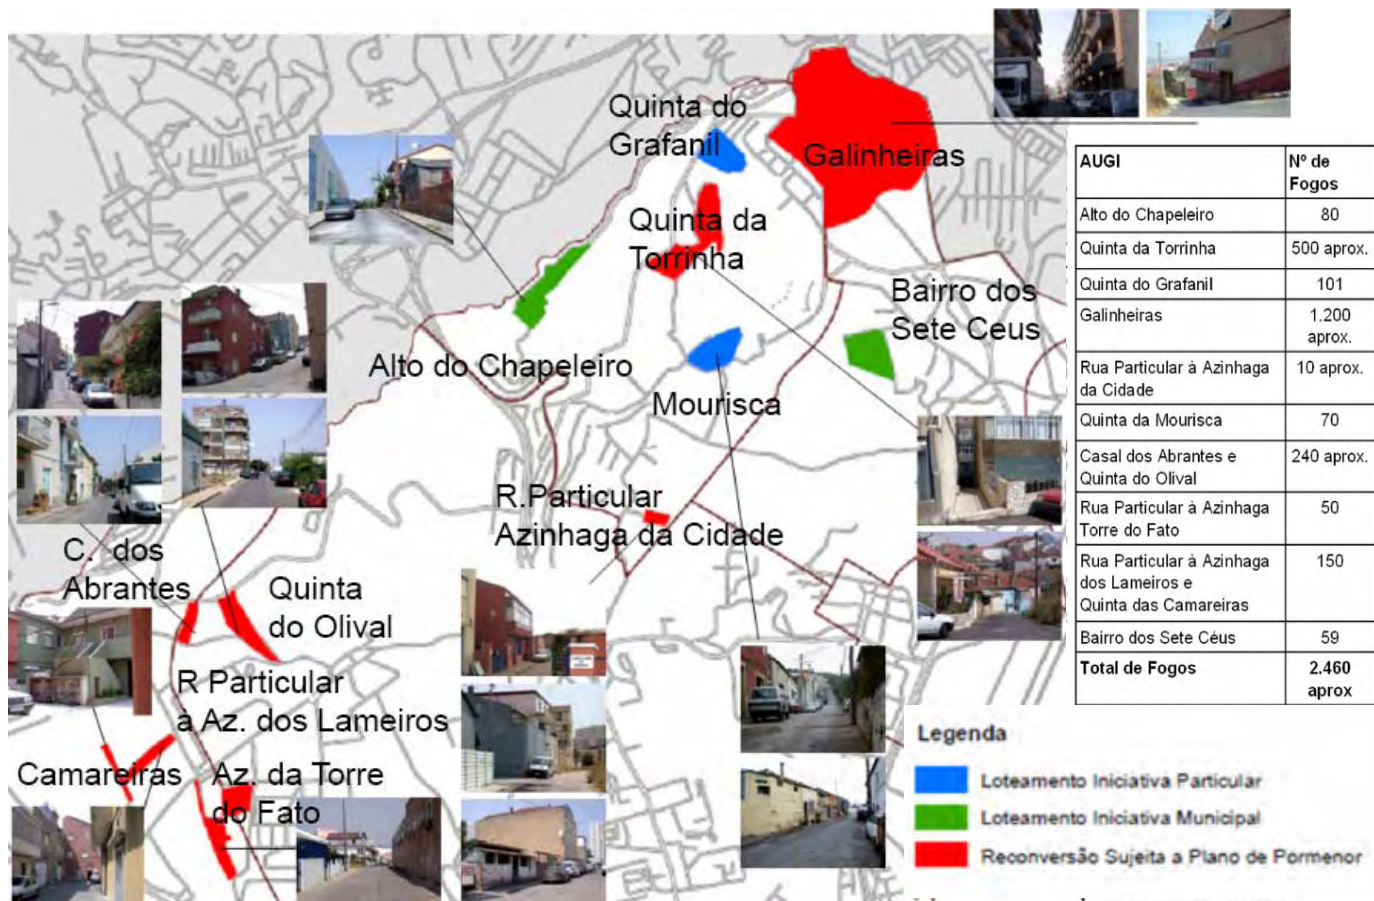 Quinta do
Grafanil
Galinheiras
Quinta da
Torrinha
Bairro dos
Sete Ceus
Alto do Chapeleiro
Mourisca
R.Particular
Azinhaga da Cidade
C. dos
Abrantes
Quinta
do Olival
R Particular
à Az. dos Lameiros
Camareiras
Az. da Torre
do Fato
AUGI Nº de
Fogos
Alto do Chapeleiro 80
Quinta da Torrinha 500 aprox.
Quinta do Grafanil 101
Galinheiras 1.200
aprox.
Rua Particular à Azinhaga 10 aprox.
da Cidade
Quinta da Mourisca 70
Casal dos Abrantes e 240 aprox.
Quinta do Olival
Rua Particular à Azinhaga 50
Torre do Fato
Rua Particular à Azinhaga 150
dos Lameiros e
Quinta das Camareiras
Bairro dos Sete Céus 59
Total de Fogos 2.460
aprox
Legenda
Loteamento Iniciativa Particular
Loteamento Iniciativa Municipal
Reconversão Sujeita a Plano de Pormenor